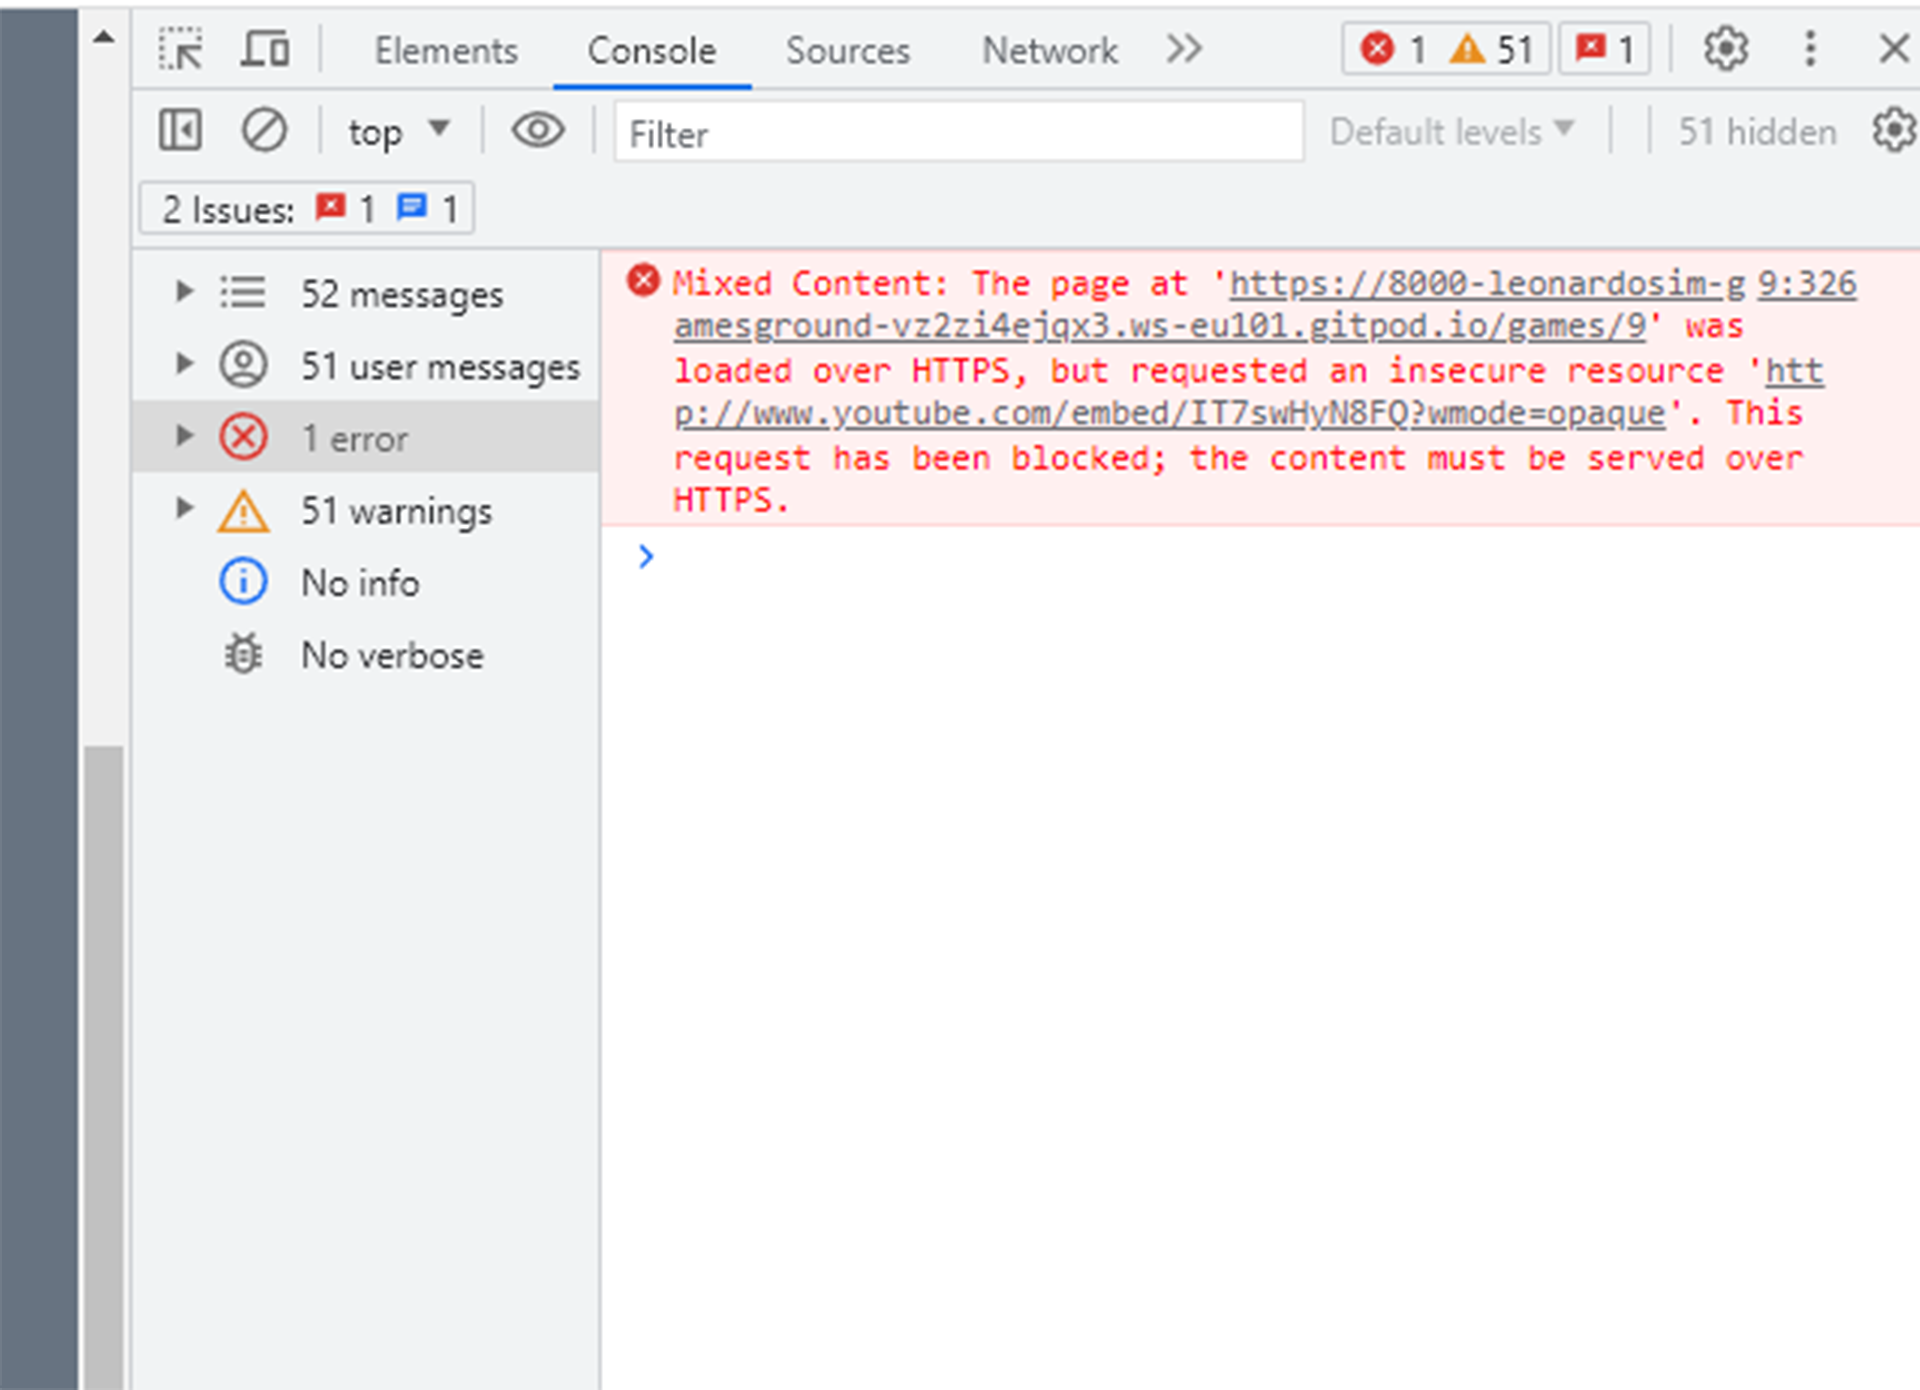 Elements Console Sources Network 1 51 1
top Filter Default levels 51 hidden
2 Issues: 1 1
52 messages
51 user messages
1 error
51 warnings
No info
No verbose
Mixed Content: The page at 'https://8000-leonardosim-g 9:326
amesground-vz2zi4ejqx3.ws-eu101.gitpod.io/games/9' was
loaded over HTTPS, but requested an insecure resource 'htt
p://www.youtube.com/embed/IT7swHyN8FQ?wmode=opaque'. This
request has been blocked; the content must be served over
HTTPS.